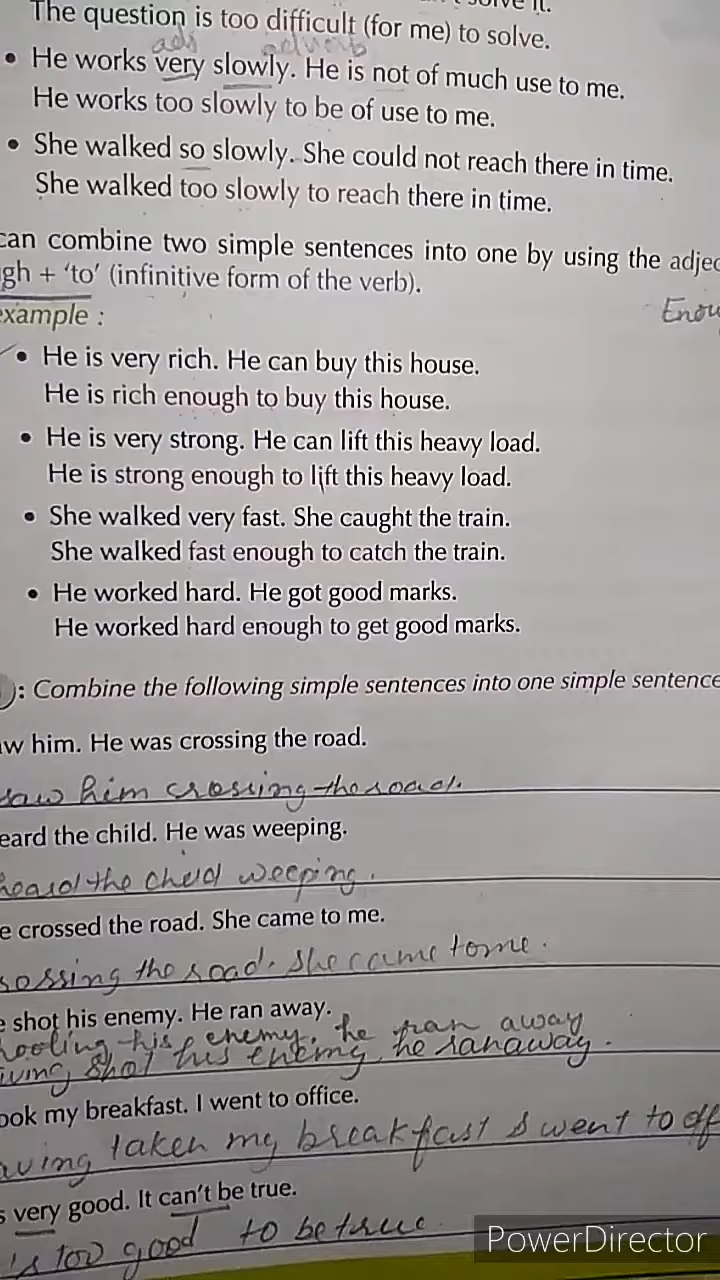 The question is too difficult (for me) to solve.
adj adverb
• He works very slowly. He is not of much use to me.
He works too slowly to be of use to me.
• She walked so slowly. She could not reach there in time.
She walked too slowly to reach there in time.
can combine two simple sentences into one by using the adjec
gh + 'to' (infinitive form of the verb).
Enou
example :
• He is very rich. He can buy this house.
He is rich enough to buy this house.
• He is very strong. He can lift this heavy load.
He is strong enough to lift this heavy load.
• She walked very fast. She caught the train.
She walked fast enough to catch the train.
• He worked hard. He got good marks.
He worked hard enough to get good marks.
): Combine the following simple sentences into one simple sentence
aw him. He was crossing the road.
saw him crossing the road.
eard the child. He was weeping.
heard the child weeping.
e crossed the road. She came to me.
rossing the road. She came to me.
e shot his enemy. He ran away.
hooting his enemy, he ran away
aving shot his enemy, he ran away.
ook my breakfast. I went to office.
aving taken my breakfast I went to off
s very good. It can't be true.
is too good to be true.
PowerDirector